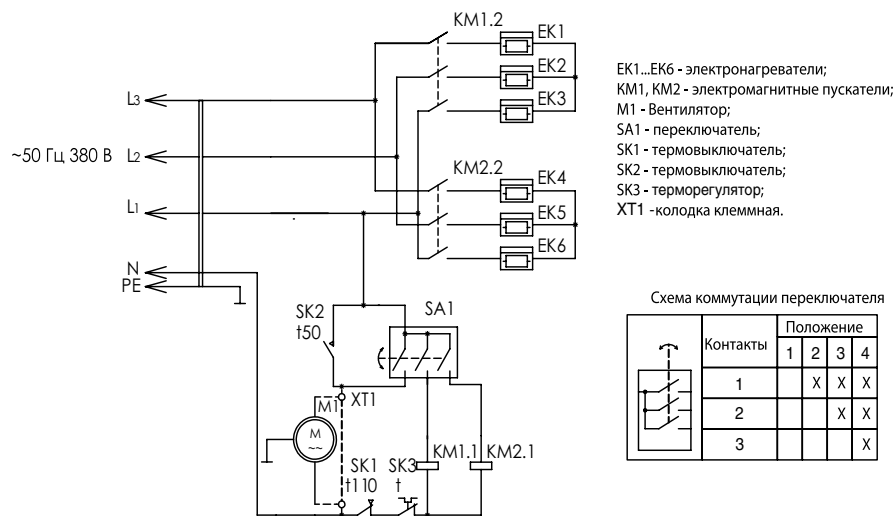 KM1.2
EK1
EK2
EK3
L3
~50 Гц 380 В
L2
KM2.2
EK4
EK5
EK6
L1
N
PE
SK2
t50
SA1
M1
XT1
M
~~
SK1
t110
SK3
t
KM1.1
KM2.1
EK1...EK6 - электронагреватели;
KM1, KM2 - электромагнитные пускатели;
M1 - Вентилятор;
SA1 - переключатель;
SK1 - термовыключатель;
SK2 - термовыключатель;
SK3 - терморегулятор;
XT1 -колодка клеммная.
Схема коммутации переключателя
Контакты
Положение
1 2 3 4
1 X X X
2 X X
3 X